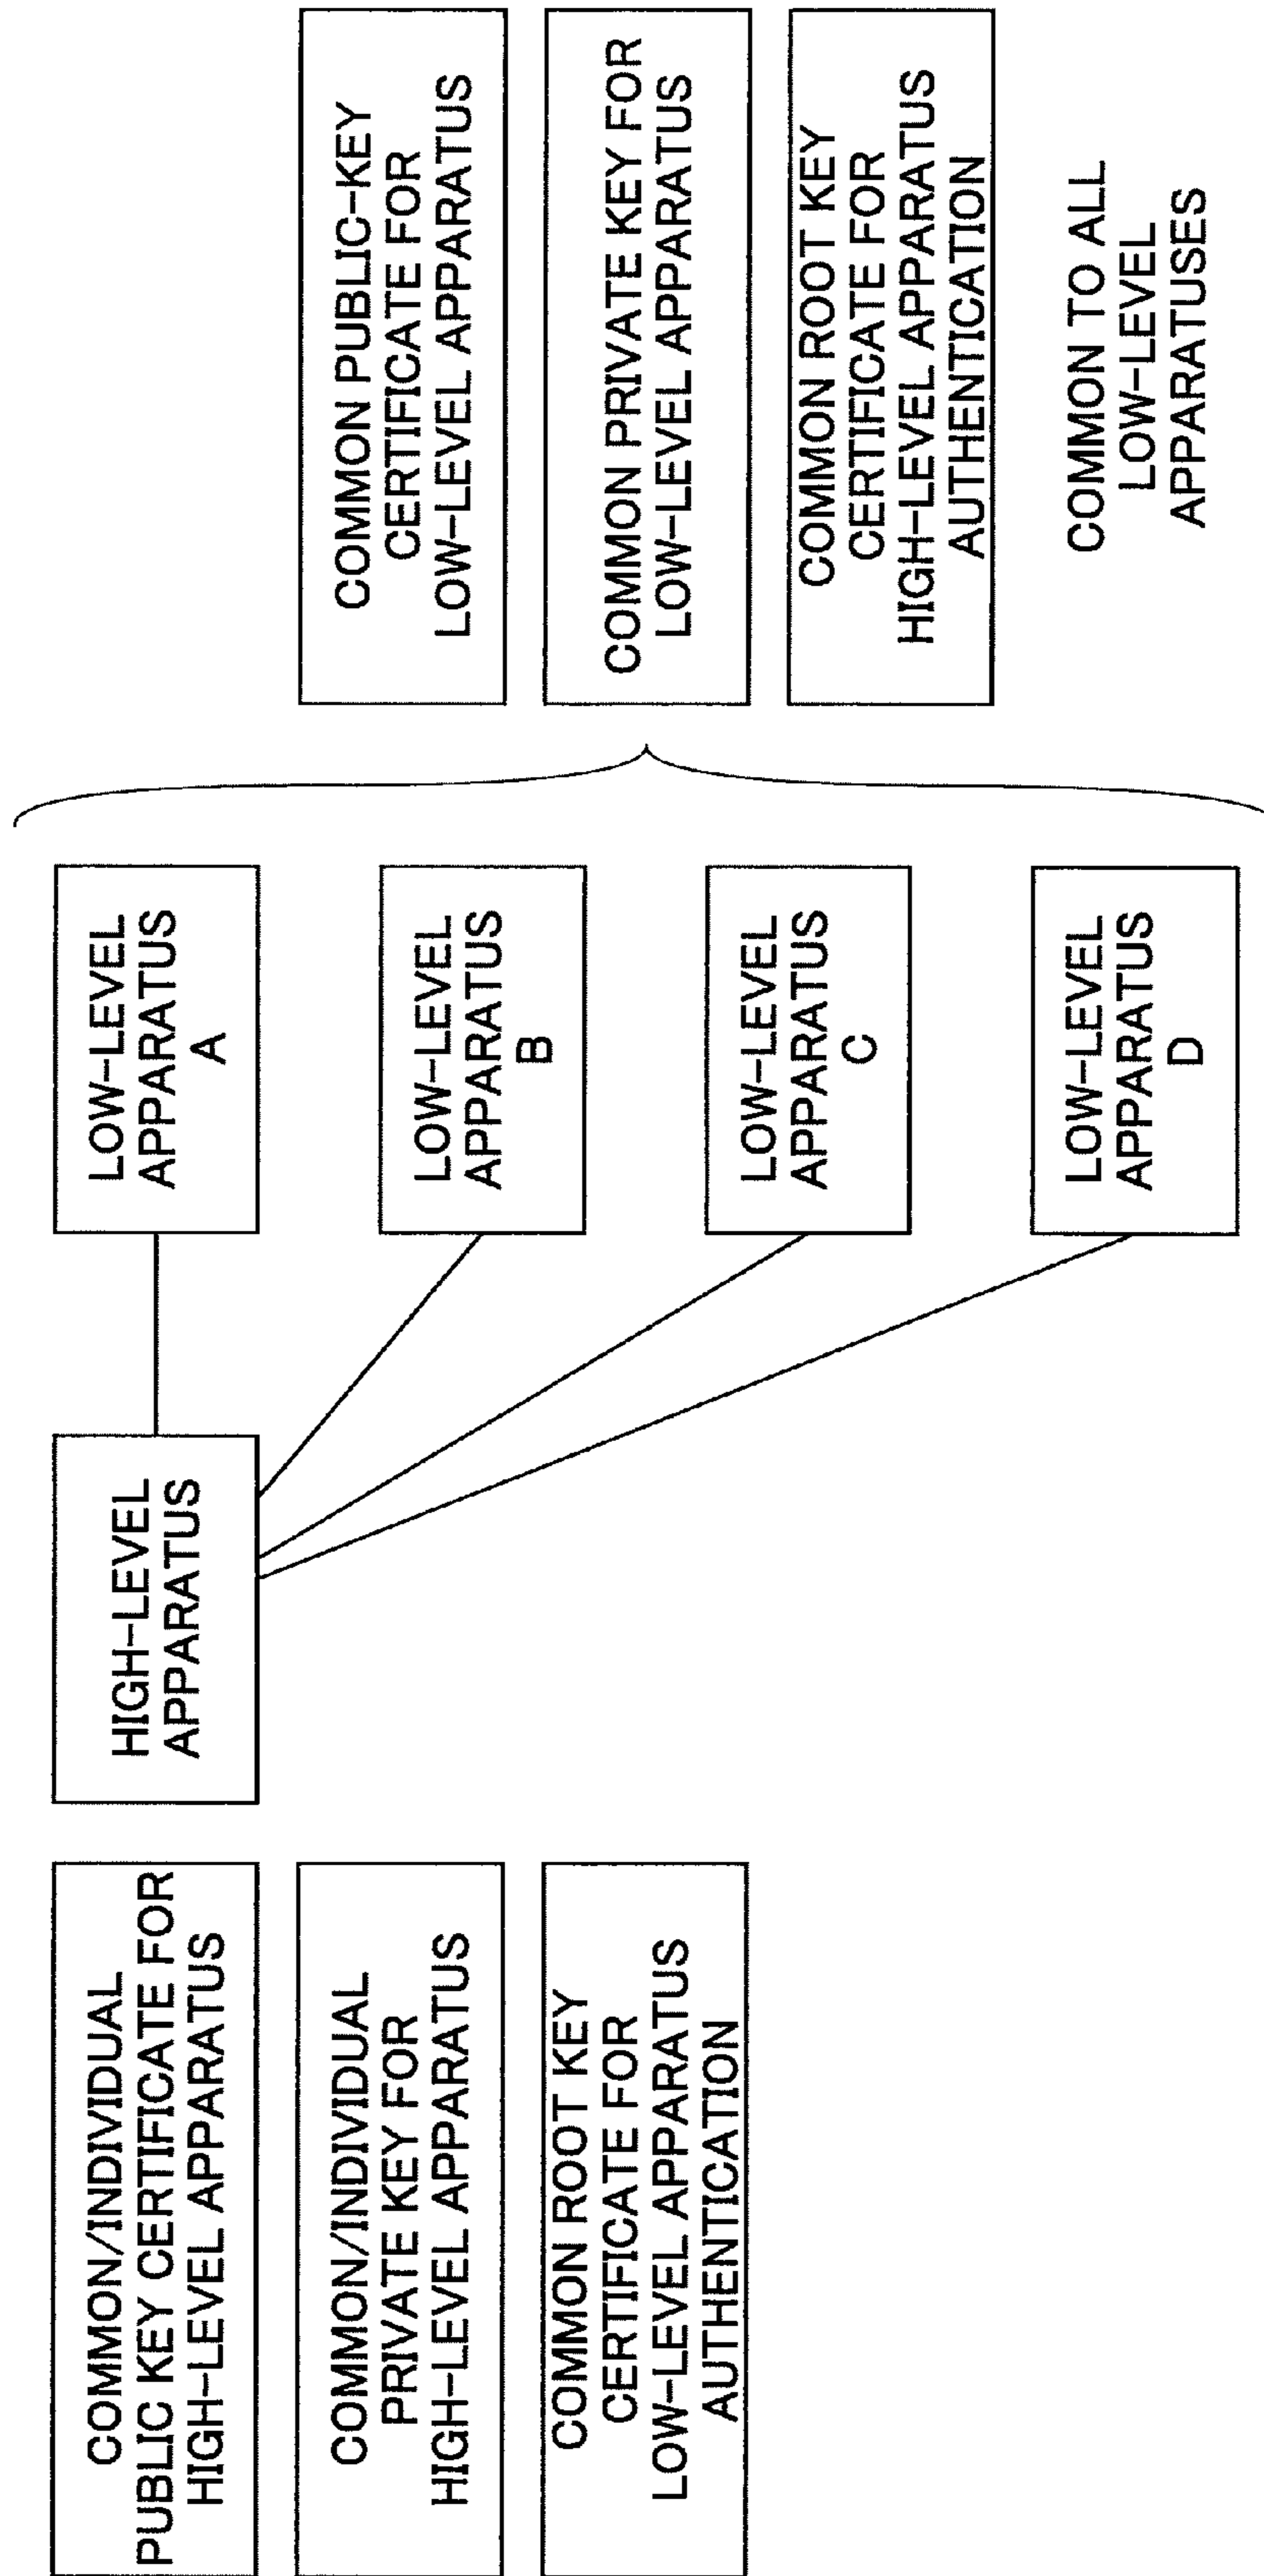 COMMON/INDIVIDUAL
PUBLIC KEY CERTIFICATE FOR
HIGH-LEVEL APPARATUS
COMMON/INDIVIDUAL
PRIVATE KEY FOR
HIGH-LEVEL APPARATUS
COMMON ROOT KEY
CERTIFICATE FOR
LOW-LEVEL APPARATUS
AUTHENTICATION
HIGH-LEVEL
APPARATUS
LOW-LEVEL
APPARATUS
A
LOW-LEVEL
APPARATUS
B
LOW-LEVEL
APPARATUS
C
LOW-LEVEL
APPARATUS
D
COMMON PUBLIC-KEY
CERTIFICATE FOR
LOW-LEVEL APPARATUS
COMMON PRIVATE KEY FOR
LOW-LEVEL APPARATUS
COMMON ROOT KEY
CERTIFICATE FOR
HIGH-LEVEL APPARATUS
AUTHENTICATION
COMMON TO ALL
LOW-LEVEL
APPARATUSES